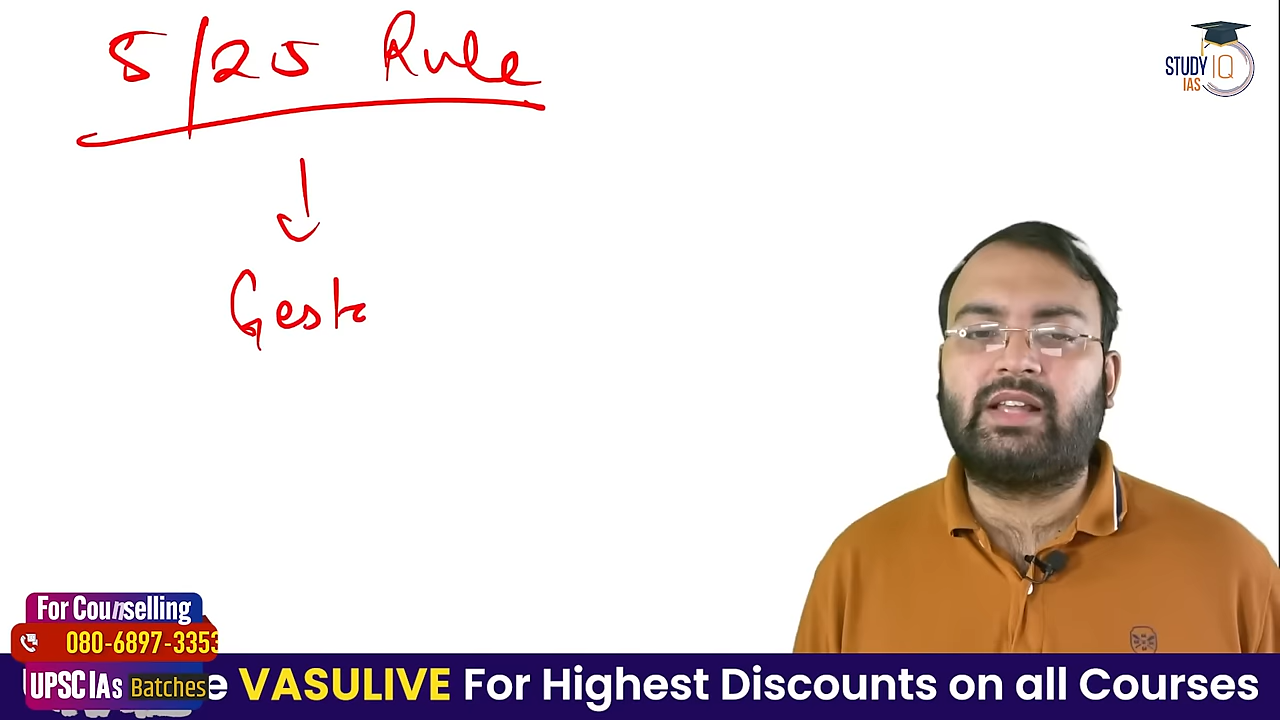 5/25 Rule
Geste
STUDY IQ
IAS
For Counselling
080-6897-3353
UPSC IAs Batches
e VASULIVE For Highest Discounts on all Courses